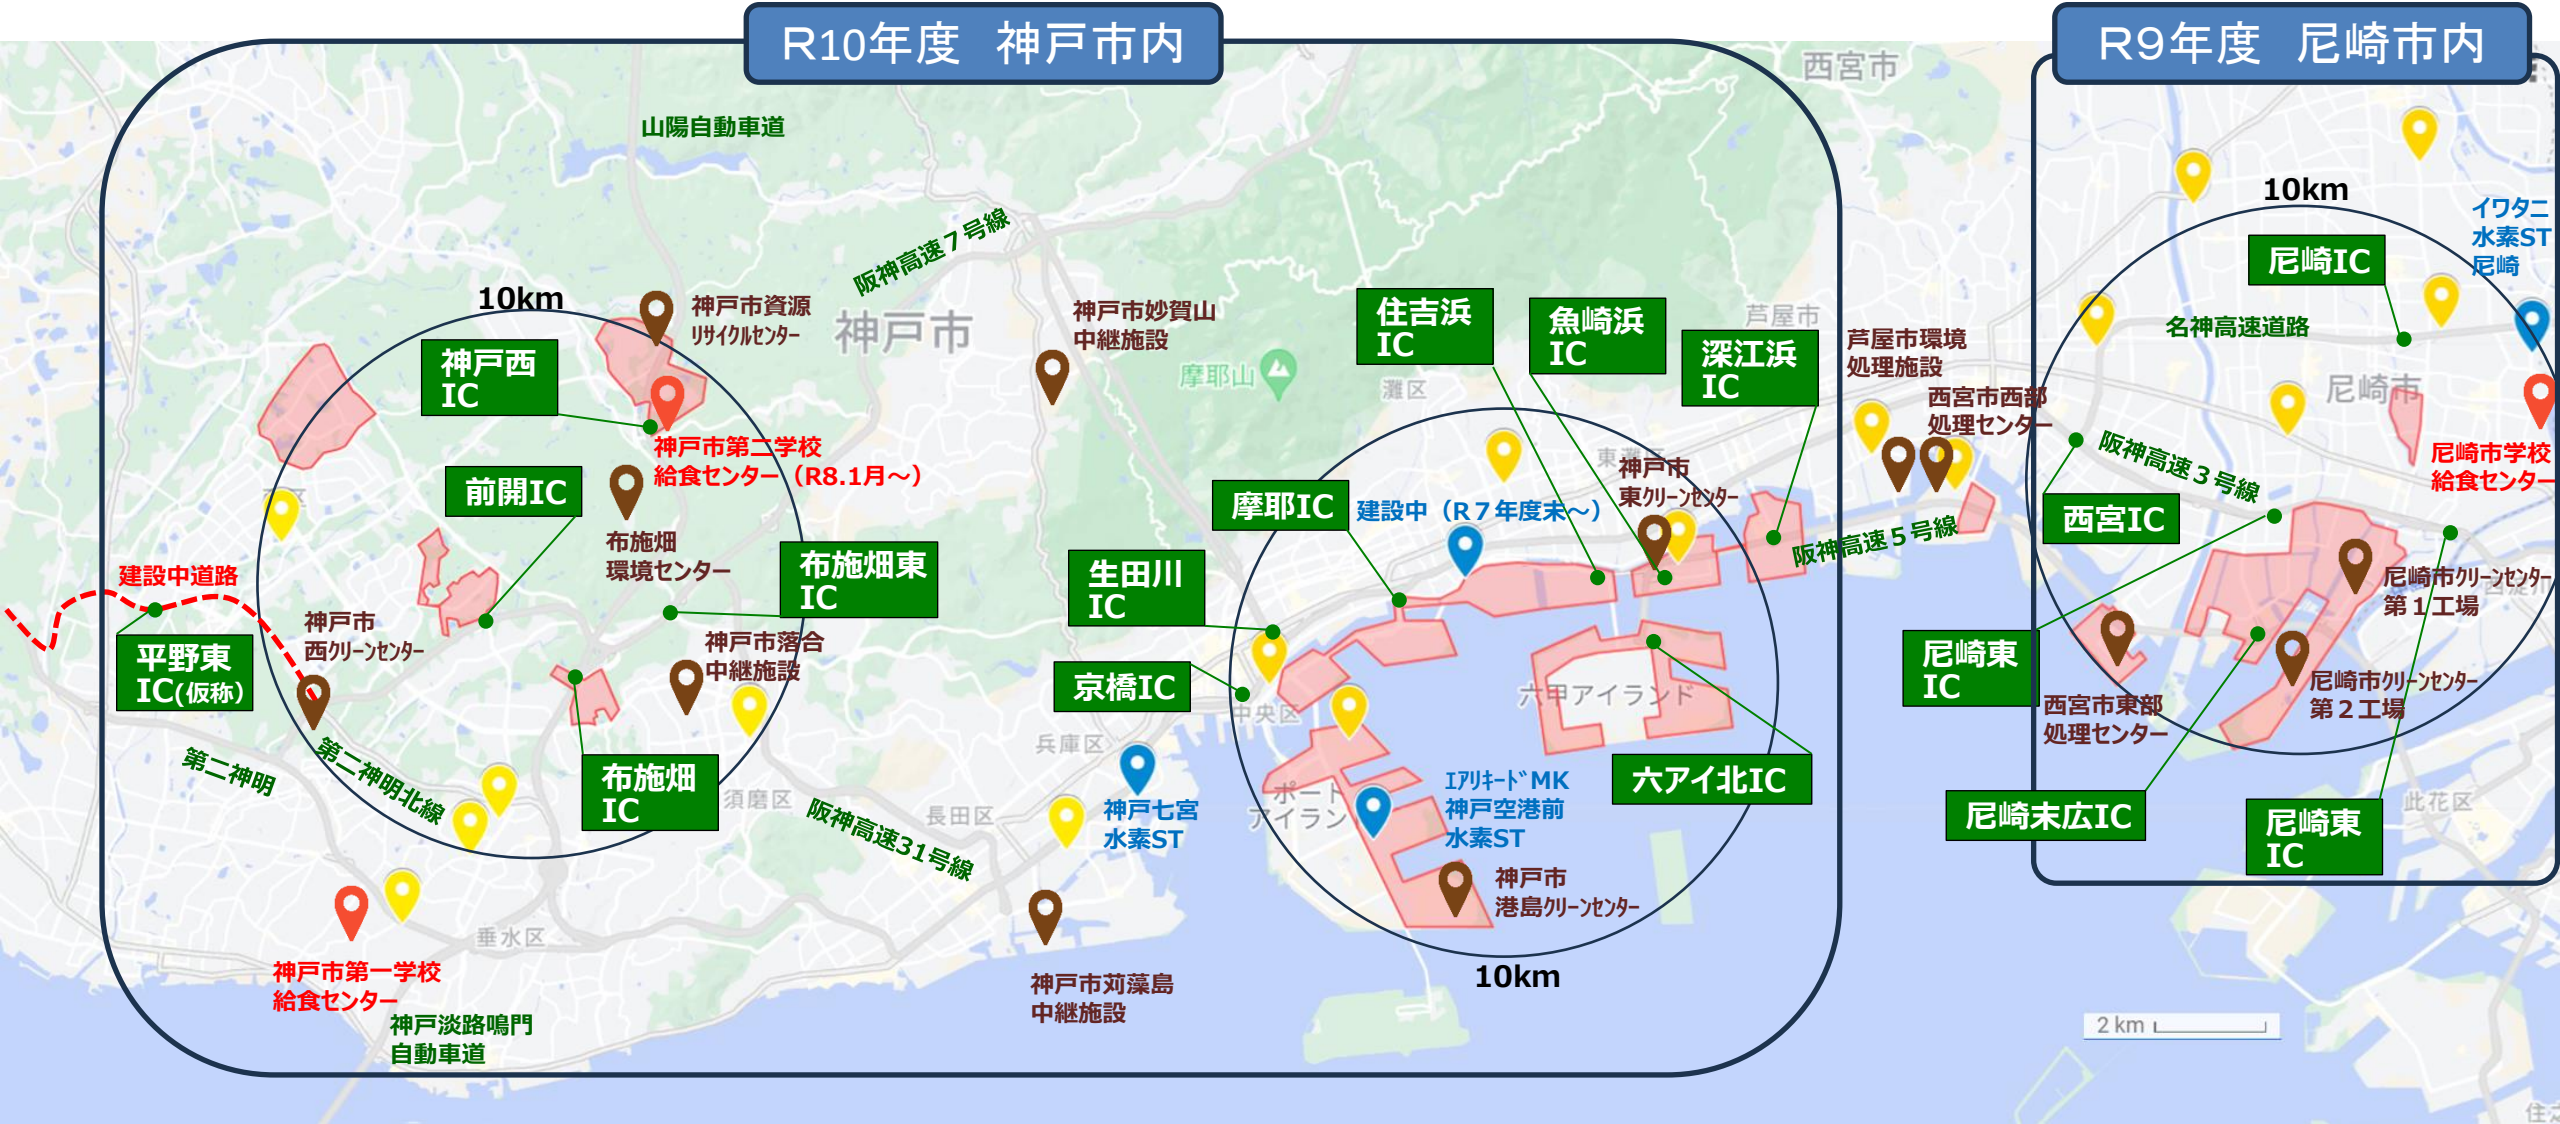 R10年度　神戸市内
R９年度　尼崎市内
西宮市
山陽自動車道
10km
イワタニ
水素ST
尼崎
阪神高速７号線
尼崎IC
10km
神戸市資源
ﾘｻｲｸﾙｾﾝﾀｰ
神戸市
神戸市妙賀山
中継施設
住吉浜
IC
魚崎浜
IC
芦屋市
深江浜
IC
芦屋市環境
処理施設
名神高速道路
神戸西
IC
摩耶山
灘区
西宮市西部
処理センター
尼崎市
神戸市第二学校
給食センター（R8.1月～）
前開IC
東灘
神戸市
東ｸﾘｰﾝｾﾝﾀｰ
阪神高速３号線
尼崎市学校
給食センター
西区
摩耶IC
建設中（R７年度末～）
西宮IC
布施畑
環境センター
阪神高速５号線
建設中道路
布施畑東
IC
生田川
IC
尼崎市ｸﾘｰﾝｾﾝﾀｰ
第１工場
西淀川
神戸市
西ｸﾘｰﾝｾﾝﾀｰ
平野東
IC(仮称)
神戸市落合
中継施設
京橋IC
中央区
六甲アイランド
尼崎東
IC
尼崎市ｸﾘｰﾝｾﾝﾀｰ
第２工場
西宮市東部
処理センター
第二神明
第二神明北線
兵庫区
布施畑
IC
須磨区
阪神高速31号線
長田区
神戸七宮
水素ST
ポート
アイラン
ｴｱﾘｷｰﾄﾞMK
神戸空港前
水素ST
六アイ北IC
尼崎末広IC
尼崎東
IC
此花区
神戸市
港島ｸﾘｰﾝｾﾝﾀｰ
垂水区
神戸市第一学校
給食センター
神戸市苅藻島
中継施設
10km
神戸淡路鳴門
自動車道
2 km
住之